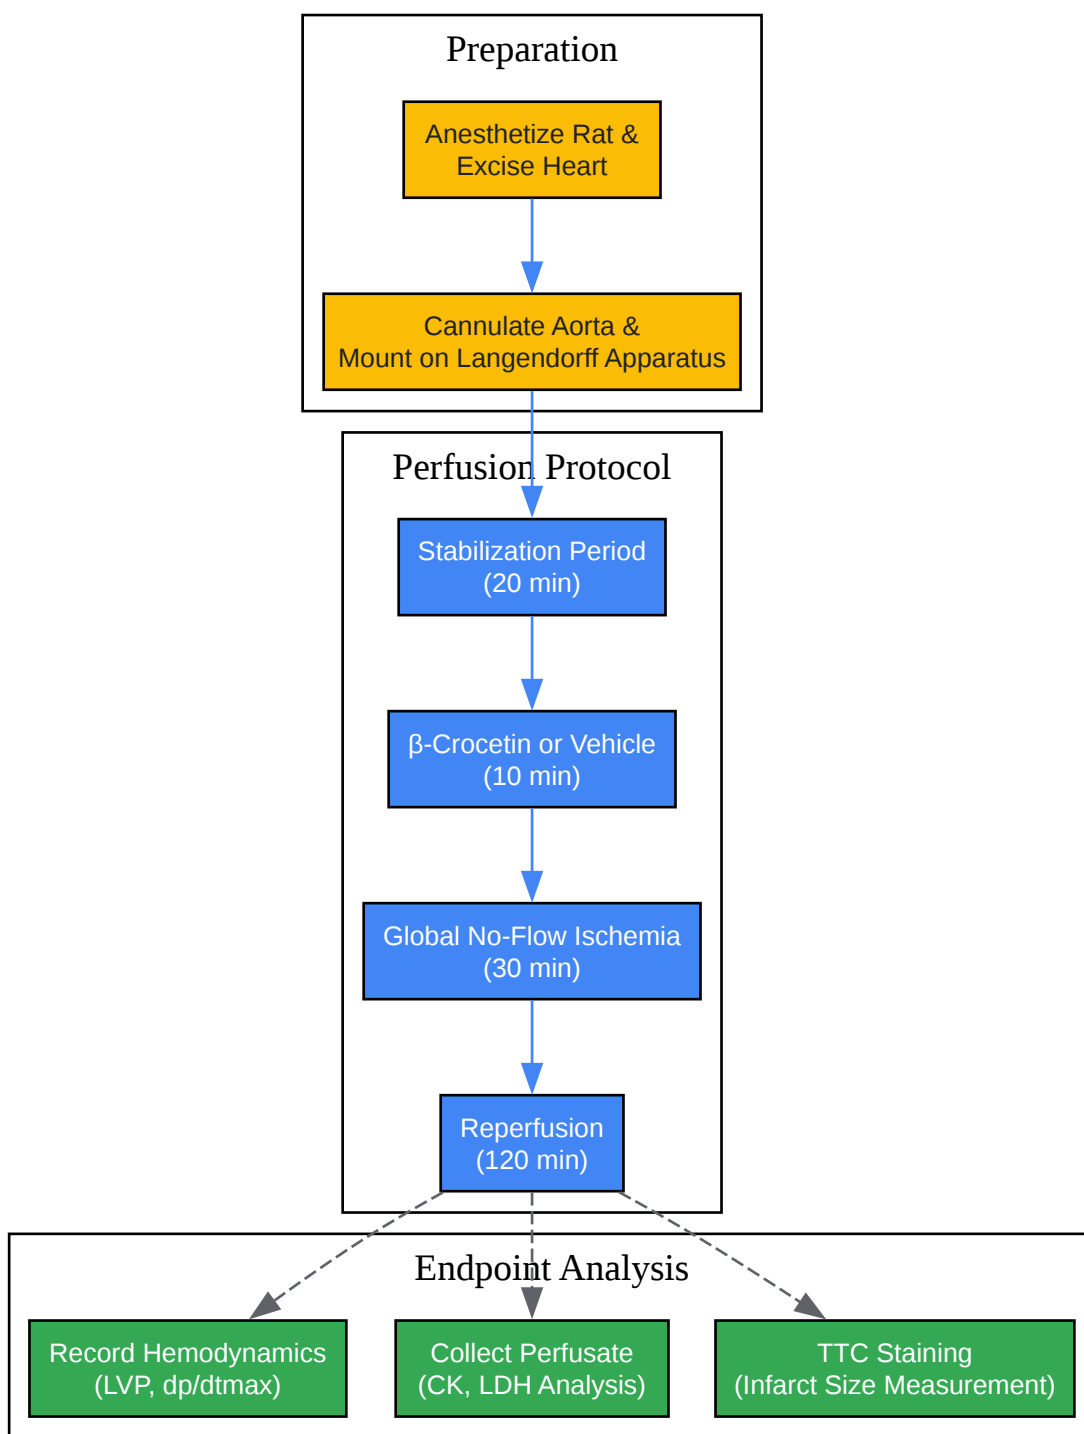 Preparation
Anesthetize Rat &
Excise Heart
Cannulate Aorta &
Mount on Langendorff Apparatus
Perfusion Protocol
Stabilization Period
(20 min)
β-Crocetin or Vehicle
(10 min)
Global No-Flow Ischemia
(30 min)
Reperfusion
(120 min)
Endpoint Analysis
Record Hemodynamics
(LVP, dp/dtmax)
Collect Perfusate
(CK, LDH Analysis)
TTC Staining
(Infarct Size Measurement)